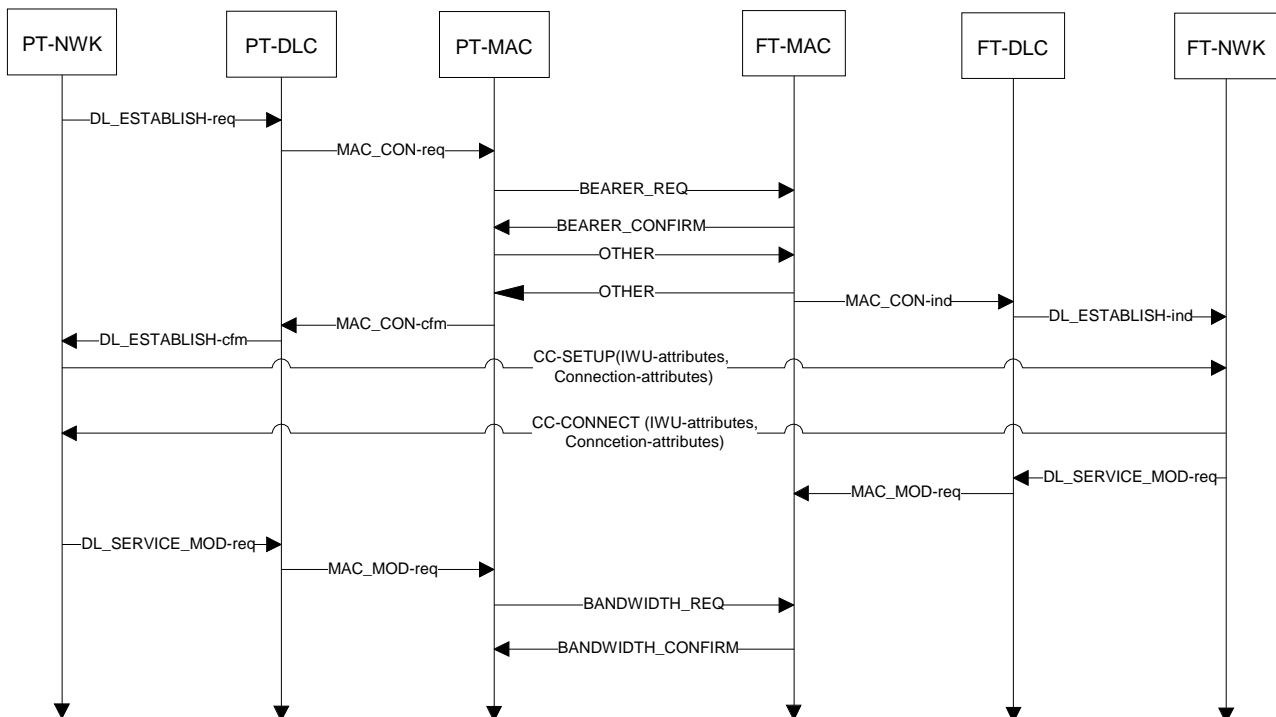 PT-NWK
PT-DLC
PT-MAC
FT-MAC
FT-DLC
FT-NWK
DL_ESTABLISH-req
MAC_CON-req
BEARER_REQ
BEARER_CONFIRM
OTHER
OTHER
MAC_CON-ind
DL_ESTABLISH-ind
MAC_CON-cfm
DL_ESTABLISH-cfm
CC-SETUP(IWU-attributes,
Connection-attributes)
CC-CONNECT (IWU-attributes,
Conncetion-attributes)
DL_SERVICE_MOD-req
MAC_MOD-req
DL_SERVICE_MOD-req
MAC_MOD-req
BANDWIDTH_REQ
BANDWIDTH_CONFIRM